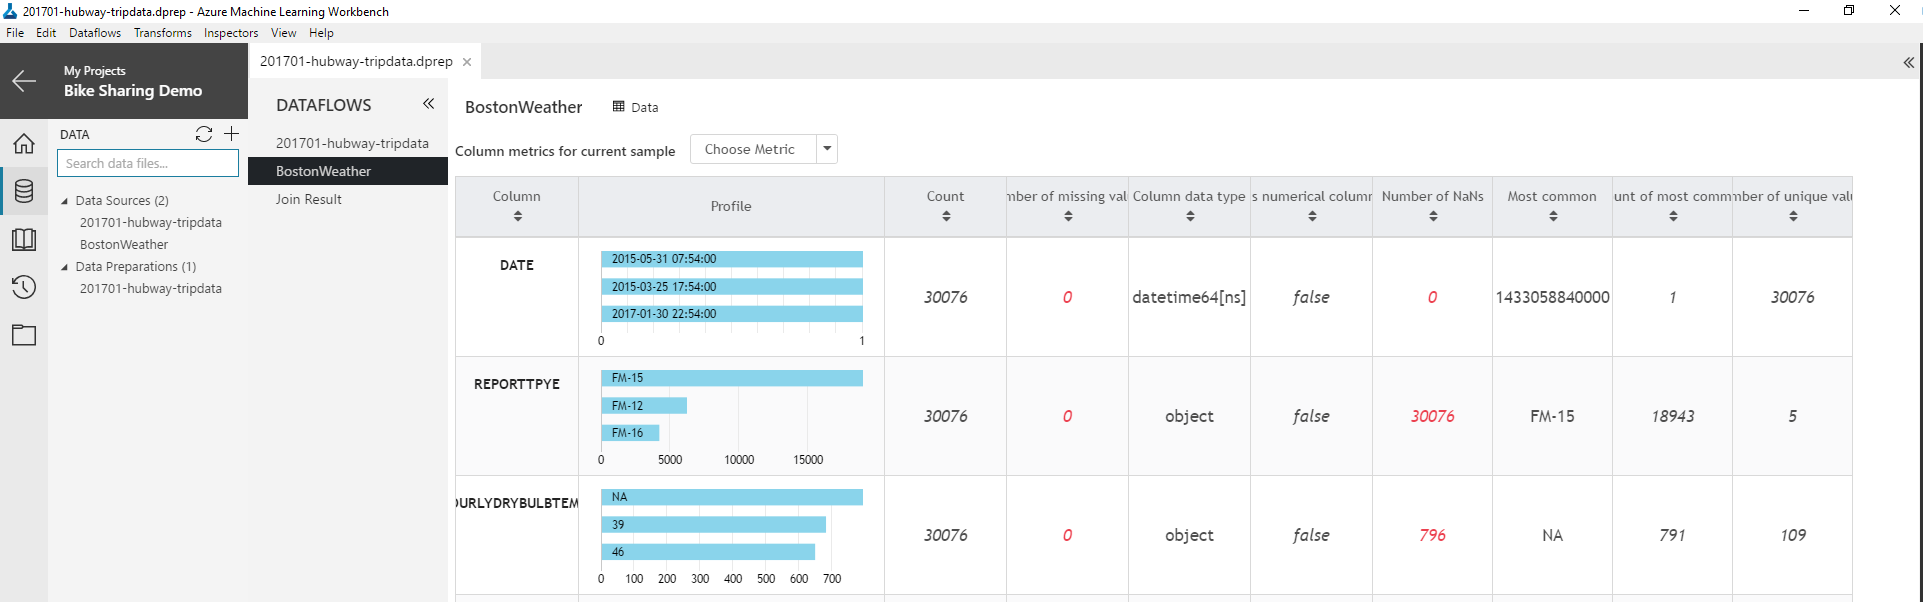 201701-hubway-tripdata.dprep - Azure Machine Learning Workbench
File Edit Dataflows Transforms Inspectors View Help
My Projects
Bike Sharing Demo
DATA
Search data files...
Data Sources (2)
201701-hubway-tripdata
BostonWeather
Data Preparations (1)
201701-hubway-tripdata
201701-hubway-tripdata.dprep
DATAFLOWS
201701-hubway-tripdata
BostonWeather
Join Result
BostonWeather Data
Column metrics for current sample Choose Metric
Column Profile Count mber of missing val Column data type s numerical column Number of NaNs Most common unt of most comm mber of unique valu
DATE
2015-05-31 07:54:00
2015-03-25 17:54:00
2017-01-30 22:54:00
0 1
30076 0 datetime64[ns] false 0 1433058840000 1 30076
REPORTTPYE
FM-15
FM-12
FM-16
0 5000 10000 15000
30076 0 object false 30076 FM-15 18943 5
OURLYDRYBULBTEM
NA
39
46
0 100 200 300 400 500 600 700
30076 0 object false 796 NA 791 109